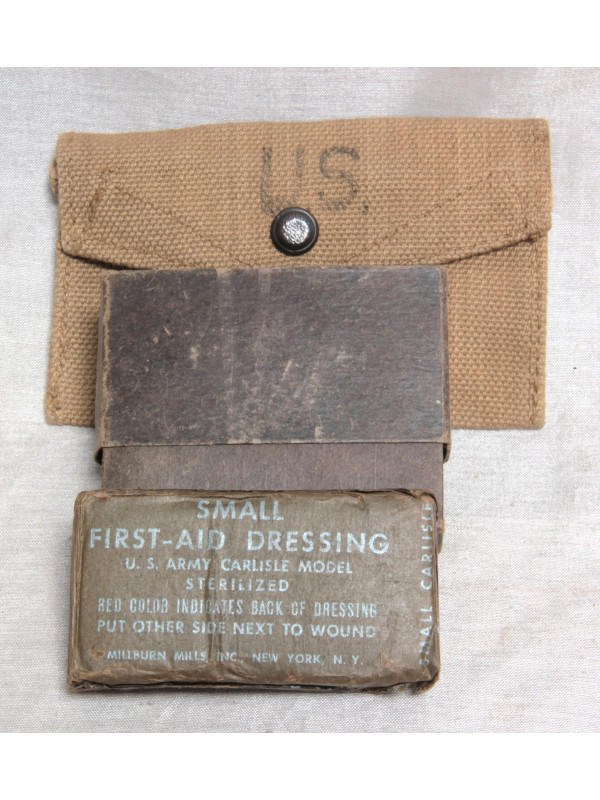 U.S.
SMALL
FIRST-AID DRESSING
U. S. ARMY CARLISLE MODEL
STERILIZED
RED COLOR INDICATES BACK OF DRESSING
PUT OTHER SIDE NEXT TO WOUND
MILLBURN MILLS, INC., NEW YORK, N. Y.
SMALL CARLISLE